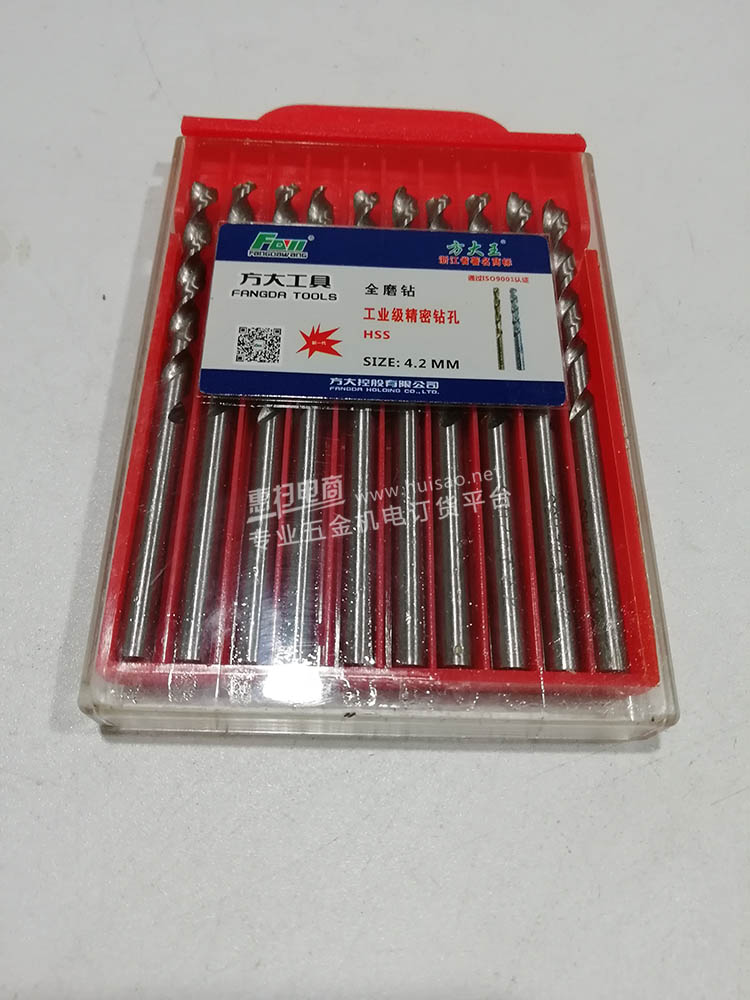 FDW®
FANGDAWANG
方大王®
浙江省著名商标
方大工具
FANGDA TOOLS
全磨钻
通过ISO9001认证
工业级精密钻孔
HSS
新一代
SIZE: 4.2 MM
方大控股有限公司
FANGDA HOLDING CO.,LTD.
惠扫电商
www.huisao.net
专业五金机电订货平台